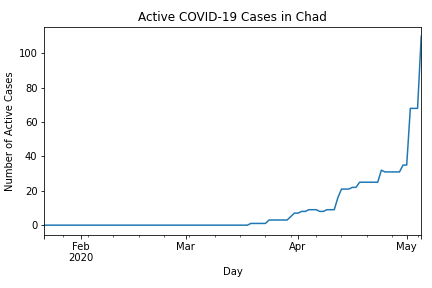 Active COVID-19 Cases in Chad
Number of Active Cases
100
80
60
40
20
0
Feb
2020
Mar
Apr
May
Day